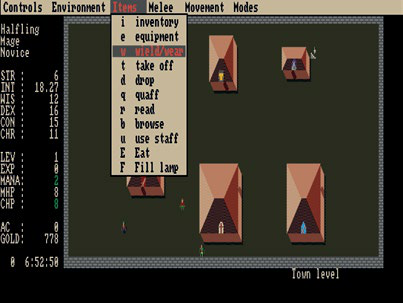 Controls Environment Items Melee Movement Modes
Halfling
Mage
Novice
STR : 6
INT : 18.27
WIS : 12
DEX : 16
CON : 15
CHR : 11
LEV : 1
EXP : 0
MANA: 2
MHP : 8
CHP : 8
AC : 0
GOLD: 778
0 6:52:50
i inventory
e equipment
w wield/wear
t take off
d drop
q quaff
r read
b browse
u use staff
E Eat
F Fill lamp
Town level